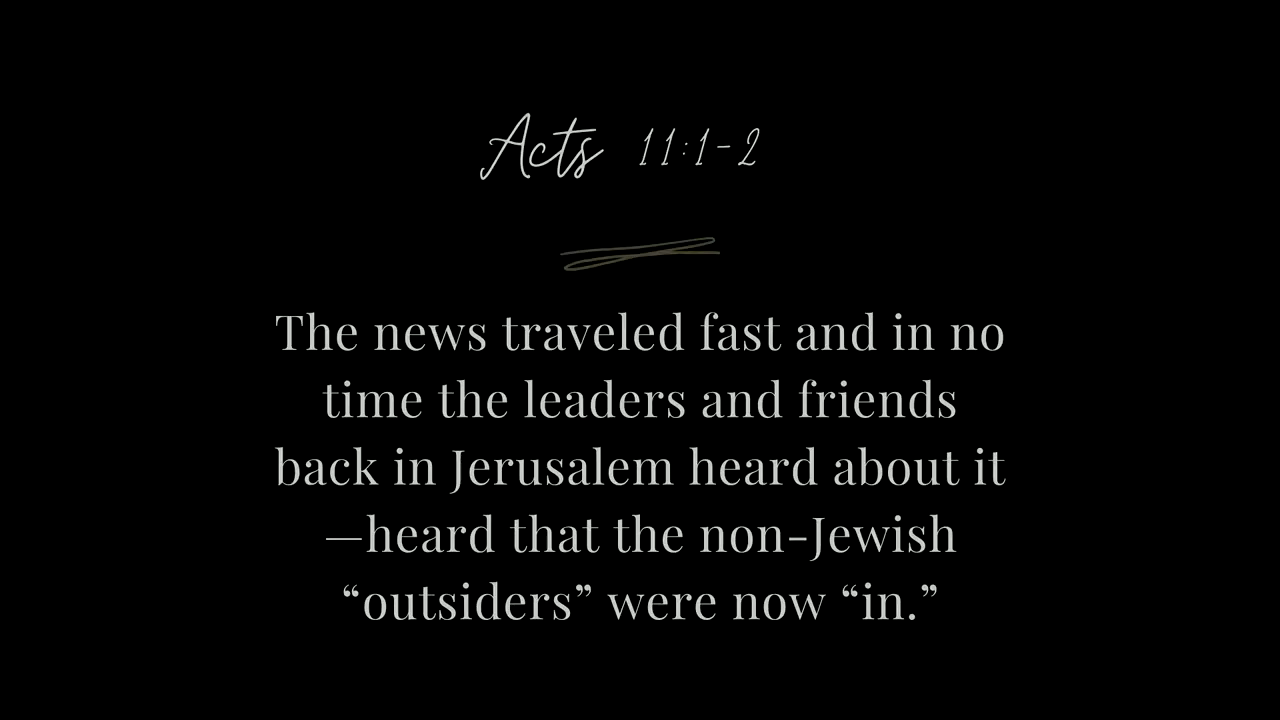 Acts 11:1-2
The news traveled fast and in no
time the leaders and friends
back in Jerusalem heard about it
—heard that the non-Jewish
“outsiders” were now “in.”